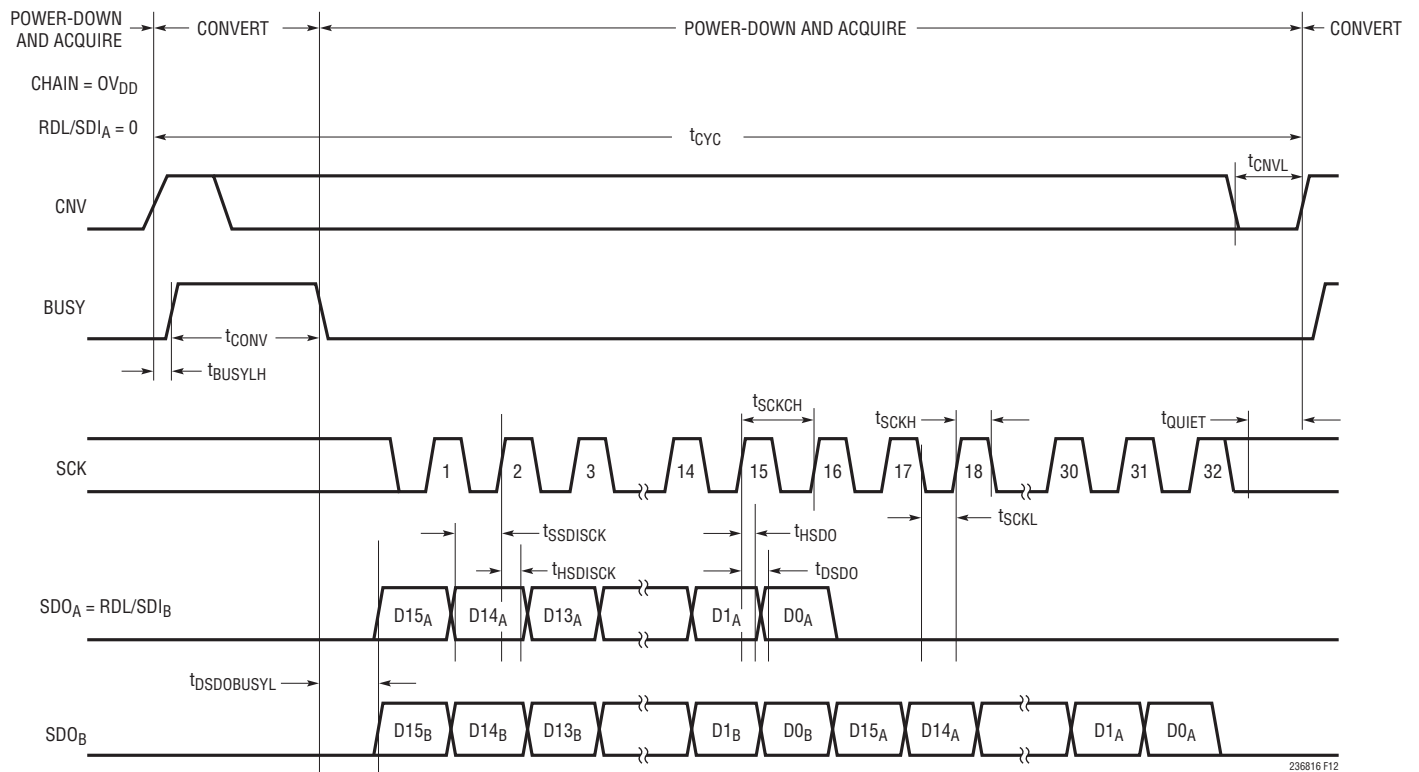 POWER-DOWN
AND ACQUIRE
CONVERT
POWER-DOWN AND ACQUIRE
CONVERT
CHAIN = OVDD
RDL/SDIA = 0
tCYC
tCNVL
CNV
BUSY
tCONV
tBUSYLH
tSCKCH
tSCKH
tQUIET
SCK
1 2 3 14 15 16 17 18 30 31 32
tSSDISCK
tHSDO
tSCKL
tHSDISCK
tDSDO
SDOA = RDL/SDIB
D15A D14A D13A D1A D0A
tDSDOBUSYL
SDOB
D15B D14B D13B D1B D0B D15A D14A D1A D0A
236816 F12